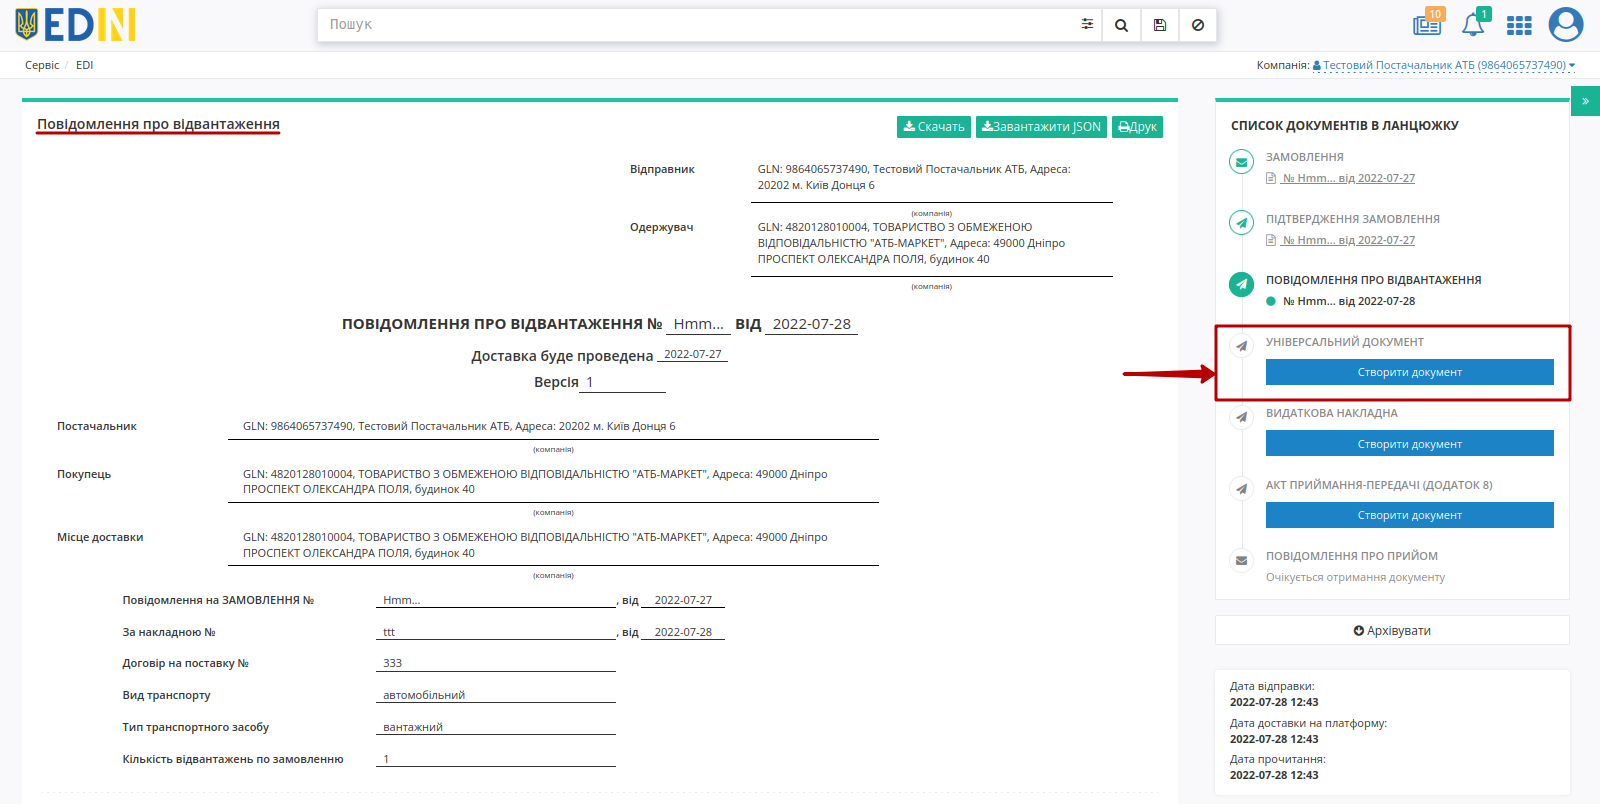 EDIN
Пошук
10
1
Сервіс / EDI
Компанія: Тестовий Постачальник АТБ (9864065737490)
Повідомлення про відвантаження
Скачать
Завантажити JSON
Друк
Відправник
GLN: 9864065737490, Тестовий Постачальник АТБ, Адреса:
20202 м. Київ Донця 6
(компанія)
Одержувач
GLN: 4820128010004, ТОВАРИСТВО З ОБМЕЖЕНОЮ
ВІДПОВІДАЛЬНІСТЮ "АТБ-МАРКЕТ", Адреса: 49000 Дніпро
ПРОСПЕКТ ОЛЕКСАНДРА ПОЛЯ, будинок 40
(компанія)
ПОВІДОМЛЕННЯ ПРО ВІДВАНТАЖЕННЯ № Hmm... ВІД 2022-07-28
Доставка буде проведена 2022-07-27
Версія 1
Постачальник
GLN: 9864065737490, Тестовий Постачальник АТБ, Адреса: 20202 м. Київ Донця 6
(компанія)
Покупець
GLN: 4820128010004, ТОВАРИСТВО З ОБМЕЖЕНОЮ ВІДПОВІДАЛЬНІСТЮ "АТБ-МАРКЕТ", Адреса: 49000 Дніпро
ПРОСПЕКТ ОЛЕКСАНДРА ПОЛЯ, будинок 40
(компанія)
Місце доставки
GLN: 4820128010004, ТОВАРИСТВО З ОБМЕЖЕНОЮ ВІДПОВІДАЛЬНІСТЮ "АТБ-МАРКЕТ", Адреса: 49000 Дніпро
ПРОСПЕКТ ОЛЕКСАНДРА ПОЛЯ, будинок 40
(компанія)
Повідомлення на ЗАМОВЛЕННЯ № Hmm... , від 2022-07-27
За накладною № ttt , від 2022-07-28
Договір на поставку № 333
Вид транспорту автомобільний
Тип транспортного засобу вантажний
Кількість відвантажень по замовленню 1
»
СПИСОК ДОКУМЕНТІВ В ЛАНЦЮЖКУ
ЗАМОВЛЕННЯ
№ Hmm... від 2022-07-27
ПІДТВЕРДЖЕННЯ ЗАМОВЛЕННЯ
№ Hmm... від 2022-07-27
ПОВІДОМЛЕННЯ ПРО ВІДВАНТАЖЕННЯ
№ Hmm... від 2022-07-28
УНІВЕРСАЛЬНИЙ ДОКУМЕНТ
Створити документ
ВИДАТКОВА НАКЛАДНА
Створити документ
АКТ ПРИЙМАННЯ-ПЕРЕДАЧІ (ДОДАТОК 8)
Створити документ
ПОВІДОМЛЕННЯ ПРО ПРИЙОМ
Очікується отримання документу
Архівувати
Дата відправки:
2022-07-28 12:43
Дата доставки на платформу:
2022-07-28 12:43
Дата прочитання:
2022-07-28 12:43